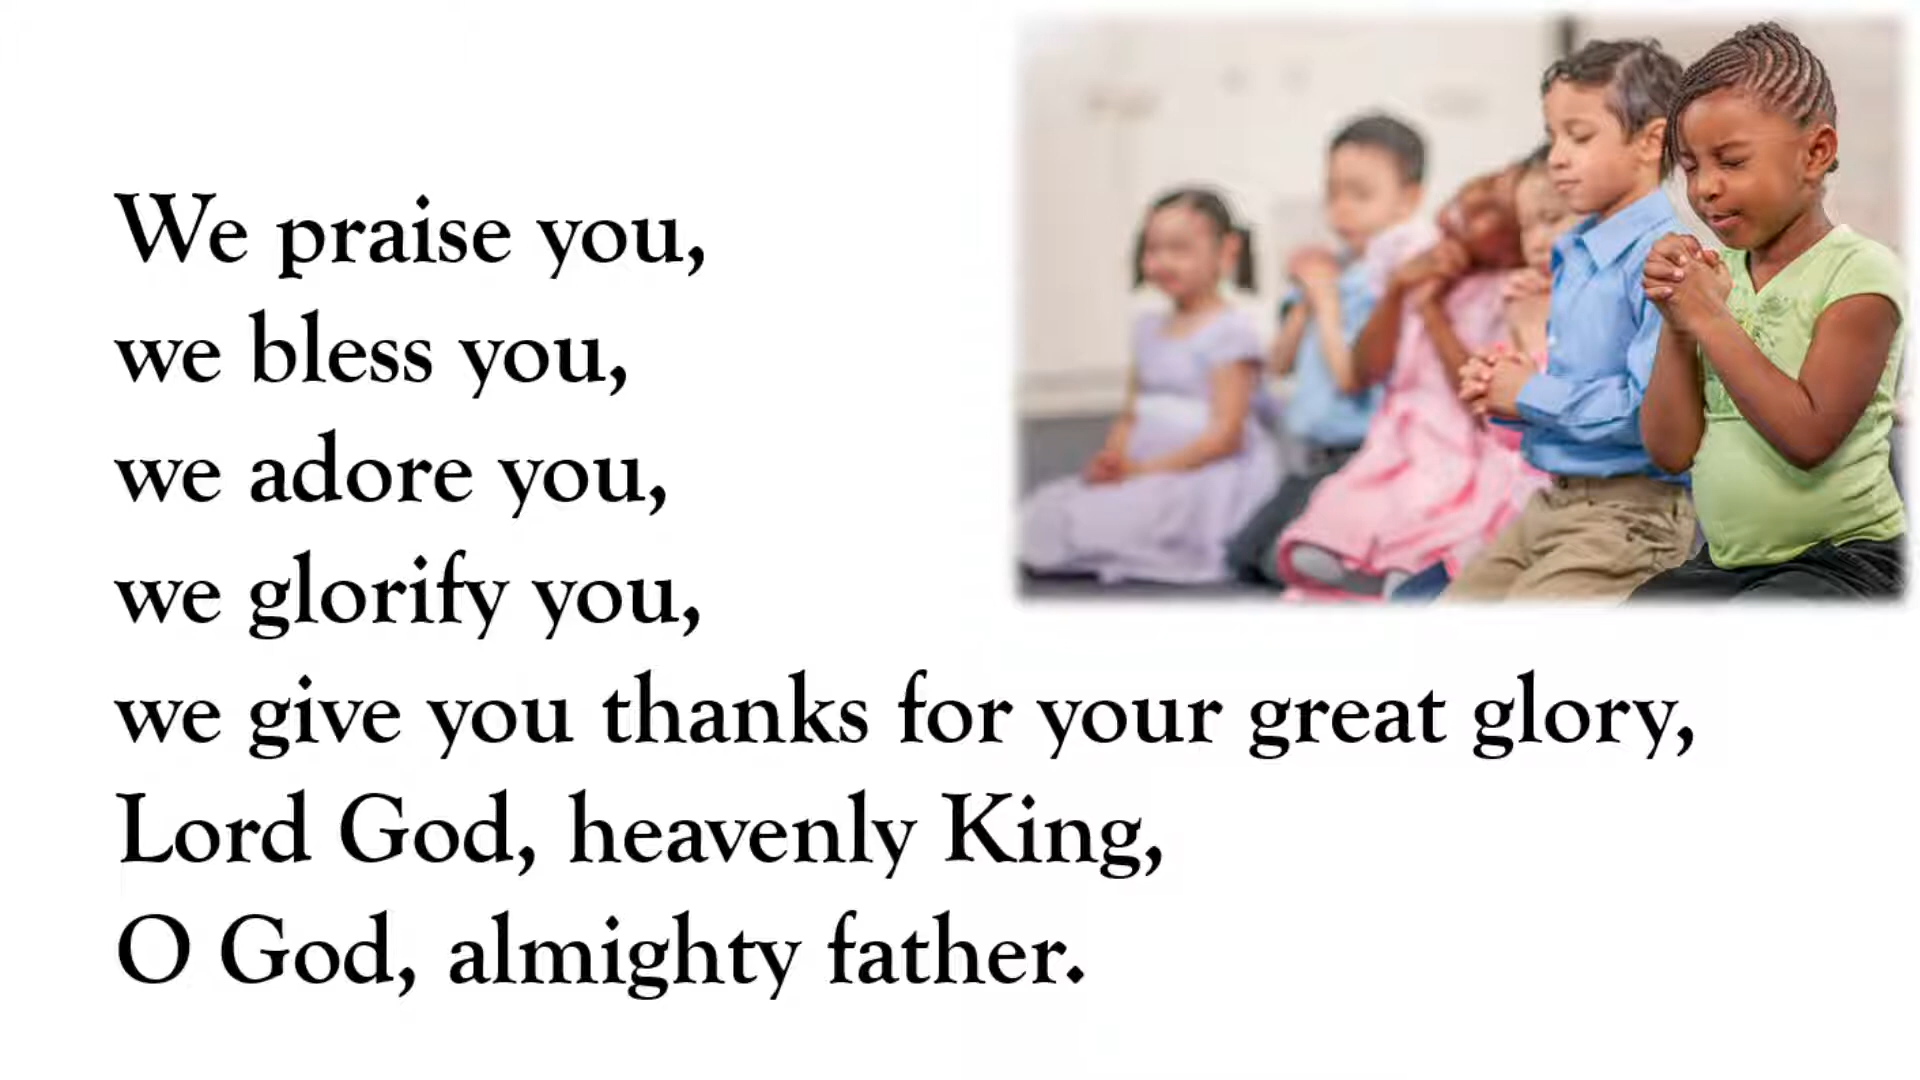 We praise you,
we bless you,
we adore you,
we glorify you,
we give you thanks for your great glory,
Lord God, heavenly King,
O God, almighty father.